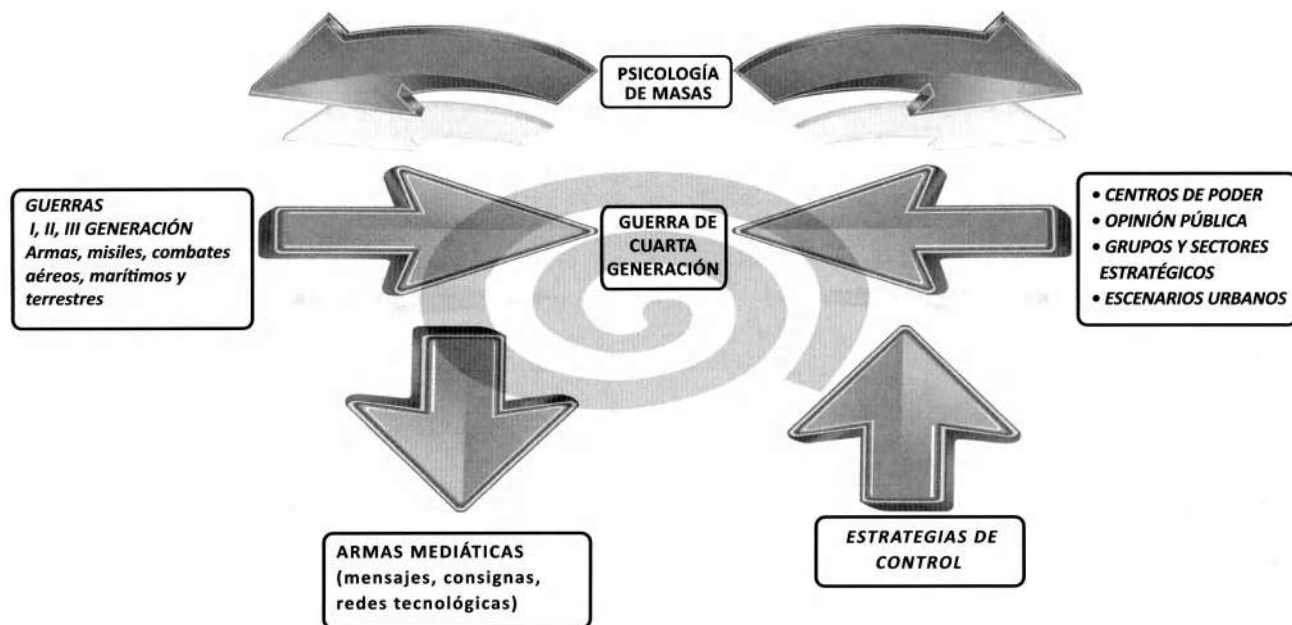 PSICOLOGÍA
DE MASAS
GUERRAS
I, II, III GENERACIÓN
Armas, misiles, combates
aéreos, marítimos y
terrestres
GUERRA DE
CUARTA
GENERACIÓN
• CENTROS DE PODER
• OPINIÓN PÚBLICA
• GRUPOS Y SECTORES
ESTRATÉGICOS
• ESCENARIOS URBANOS
ARMAS MEDIÁTICAS
(mensajes, consignas,
redes tecnológicas)
ESTRATEGIAS DE
CONTROL